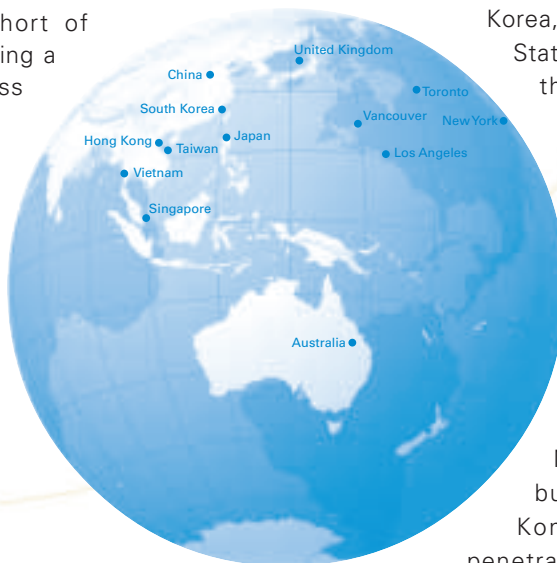 hort of
ing a
ss
Korea,
Stat
th
United Kingdom
China
Toronto
South Korea
Vancouver
New York
Hong Kong
Japan
Taiwan
Los Angeles
Vietnam
Singapore
Australia
bu
Kon
penetra